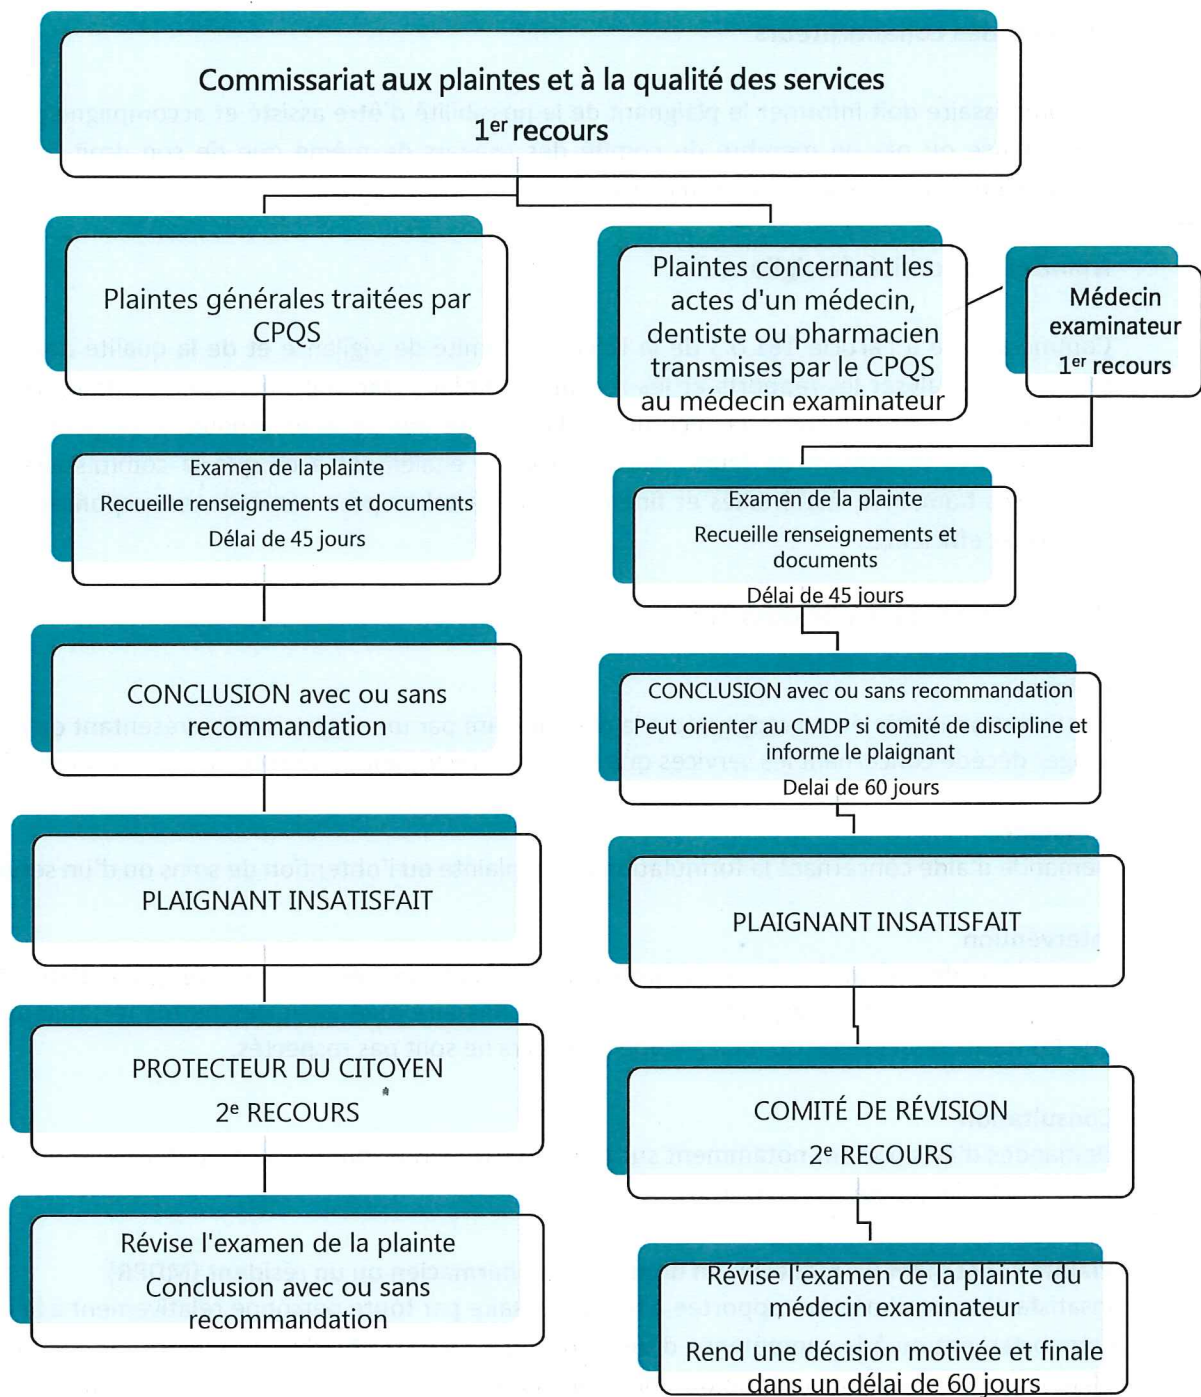 Commissariat aux plaintes et à la qualité des services
1er recours
Plaintes générales traitées par
CPQS
Plaintes concernant les
actes d'un médecin,
dentiste ou pharmacien
transmises par le CPQS
au médecin examinateur
Médecin
examinateur
1er recours
Examen de la plainte
Recueille renseignements et documents
Délai de 45 jours
Examen de la plainte
Recueille renseignements et
documents
Délai de 45 jours
CONCLUSION avec ou sans
recommandation
CONCLUSION avec ou sans recommandation
Peut orienter au CMDP si comité de discipline et
informe le plaignant
Delai de 60 jours
PLAIGNANT INSATISFAIT
PLAIGNANT INSATISFAIT
PROTECTEUR DU CITOYEN
2e RECOURS
COMITÉ DE RÉVISION
2e RECOURS
Révise l'examen de la plainte
Conclusion avec ou sans
recommandation
Révise l'examen de la plainte du
médecin examinateur
Rend une décision motivée et finale
dans un délai de 60 jours